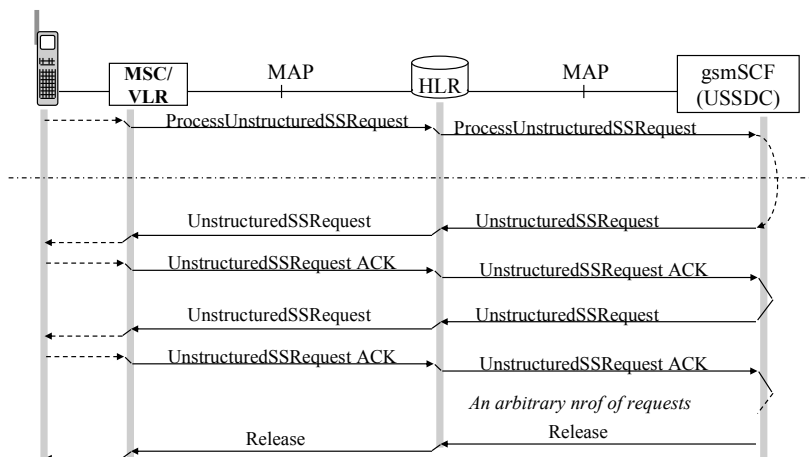 MSC/
VLR
MAP
HLR
MAP
gsmSCF
(USSDC)
ProcessUnstructuredSSRequest
ProcessUnstructuredSSRequest
UnstructuredSSRequest
UnstructuredSSRequest
UnstructuredSSRequest ACK
UnstructuredSSRequest ACK
UnstructuredSSRequest
UnstructuredSSRequest
UnstructuredSSRequest ACK
UnstructuredSSRequest ACK
An arbitrary nrof of requests
Release
Release